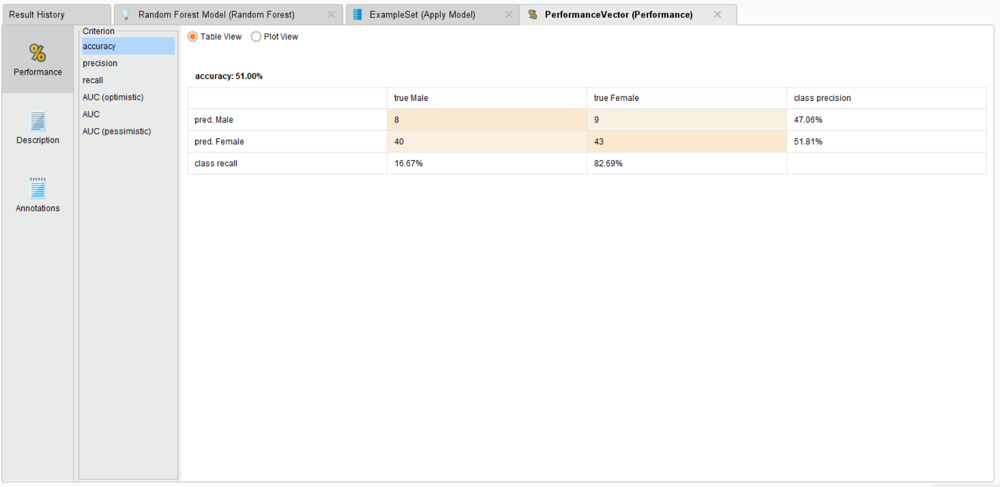 Result History
Random Forest Model (Random Forest)
ExampleSet (Apply Model)
PerformanceVector (Performance)
Performance
Description
Annotations
Criterion
accuracy
precision
recall
AUC (optimistic)
AUC
AUC (pessimistic)
Table View Plot View
accuracy: 51.00%
true Male true Female class precision
pred. Male 8 9 47.06%
pred. Female 40 43 51.81%
class recall 16.67% 82.69%